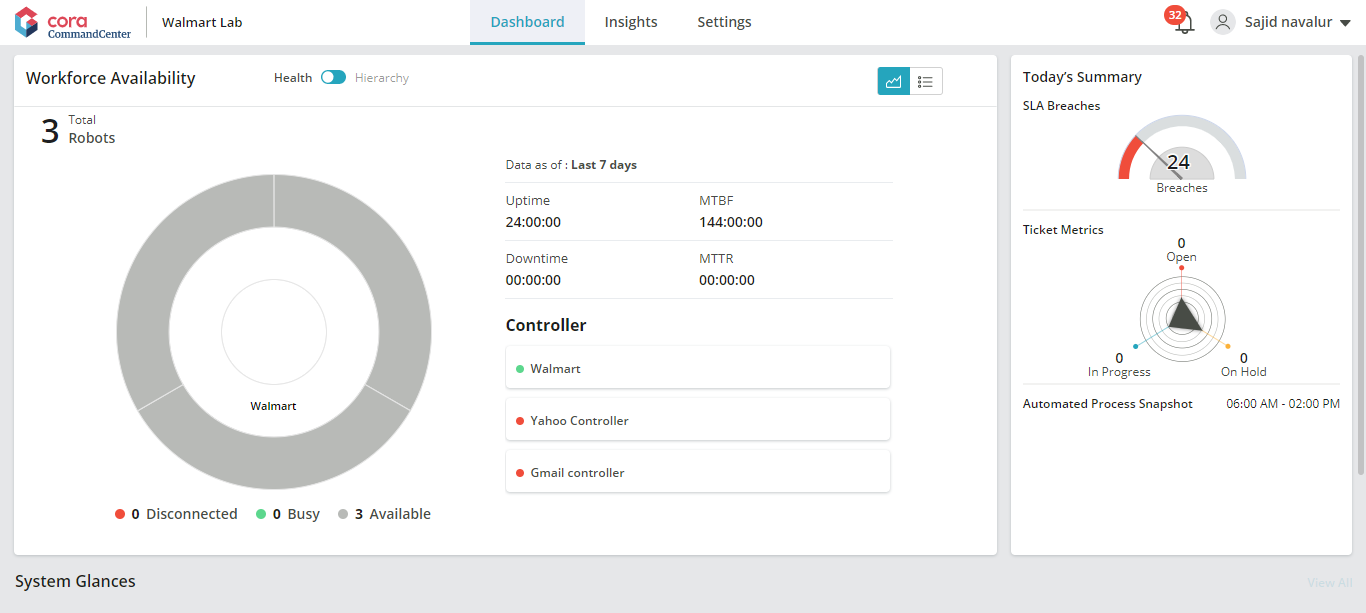 cora
CommandCenter
Walmart Lab
Dashboard
Insights
Settings
32
Sajid navalur
Workforce Availability
Health
Hierarchy
3
Total
Robots
Walmart
0 Disconnected
0 Busy
3 Available
Data as of : Last 7 days
Uptime
24:00:00
MTBF
144:00:00
Downtime
00:00:00
MTTR
00:00:00
Controller
Walmart
Yahoo Controller
Gmail controller
Today's Summary
SLA Breaches
24
Breaches
Ticket Metrics
0
Open
0
In Progress
0
On Hold
Automated Process Snapshot
06:00 AM - 02:00 PM
System Glances
View All